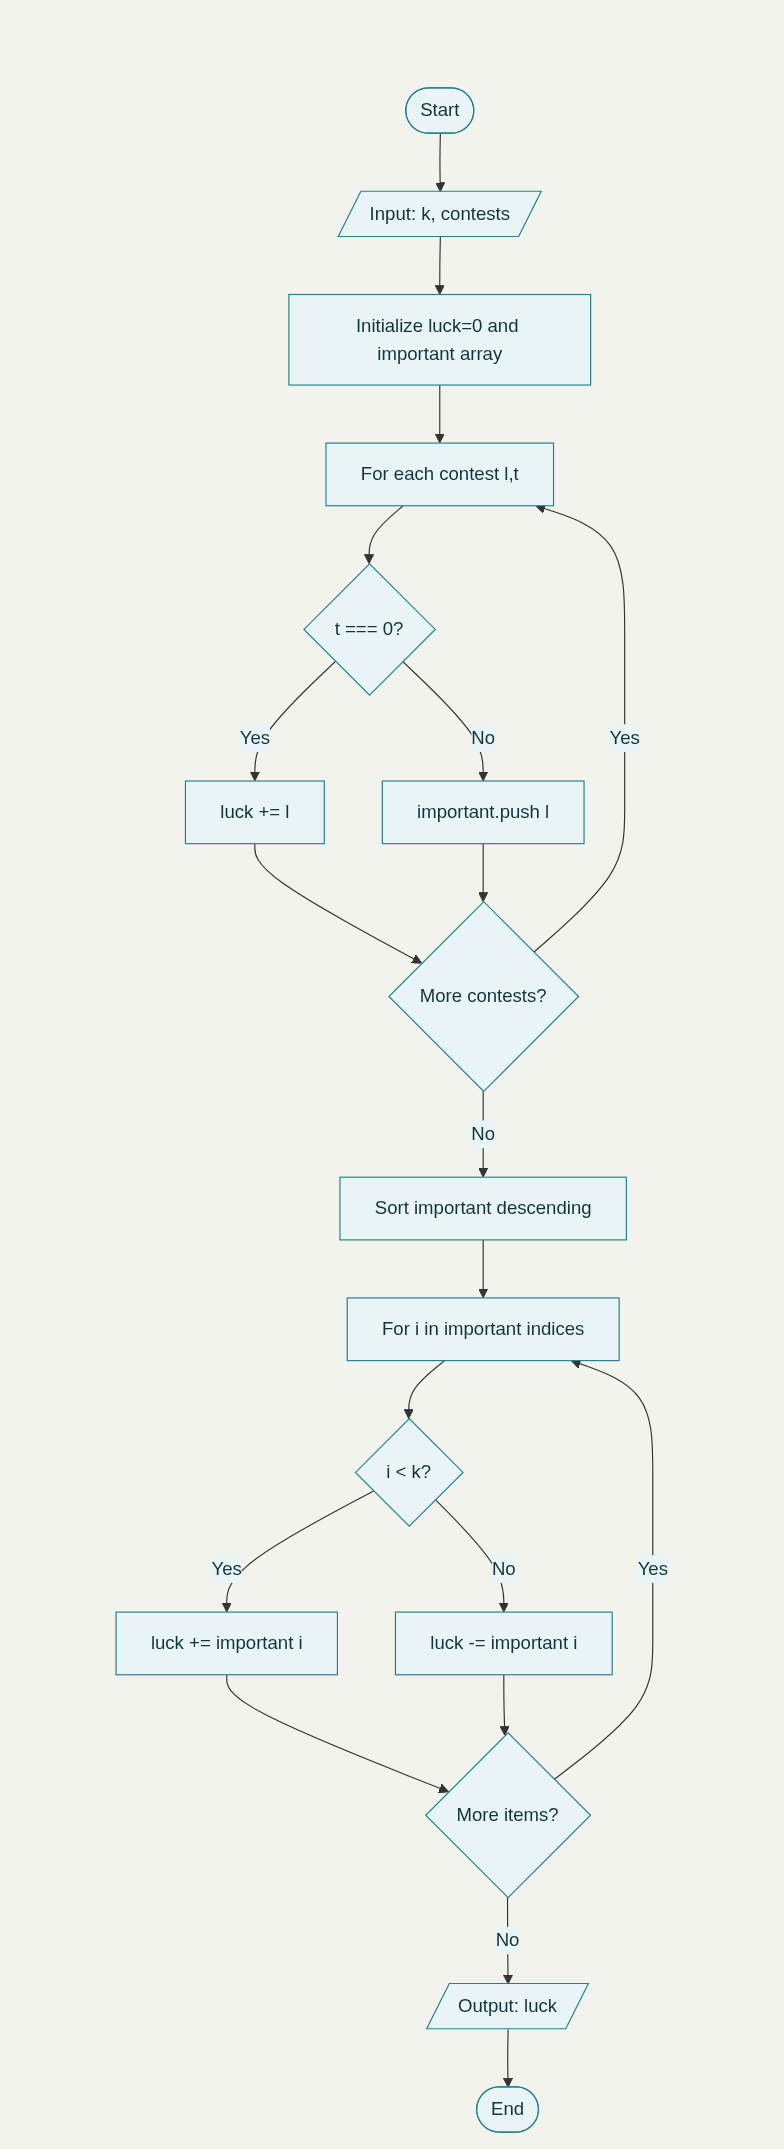 Start
Input: k, contests
Initialize luck=0 and
important array
For each contest l,t
t === 0?
Yes
No
Yes
luck += l
important.push l
More contests?
No
Sort important descending
For i in important indices
i < k?
Yes
No
Yes
luck += important i
luck -= important i
More items?
No
Output: luck
End